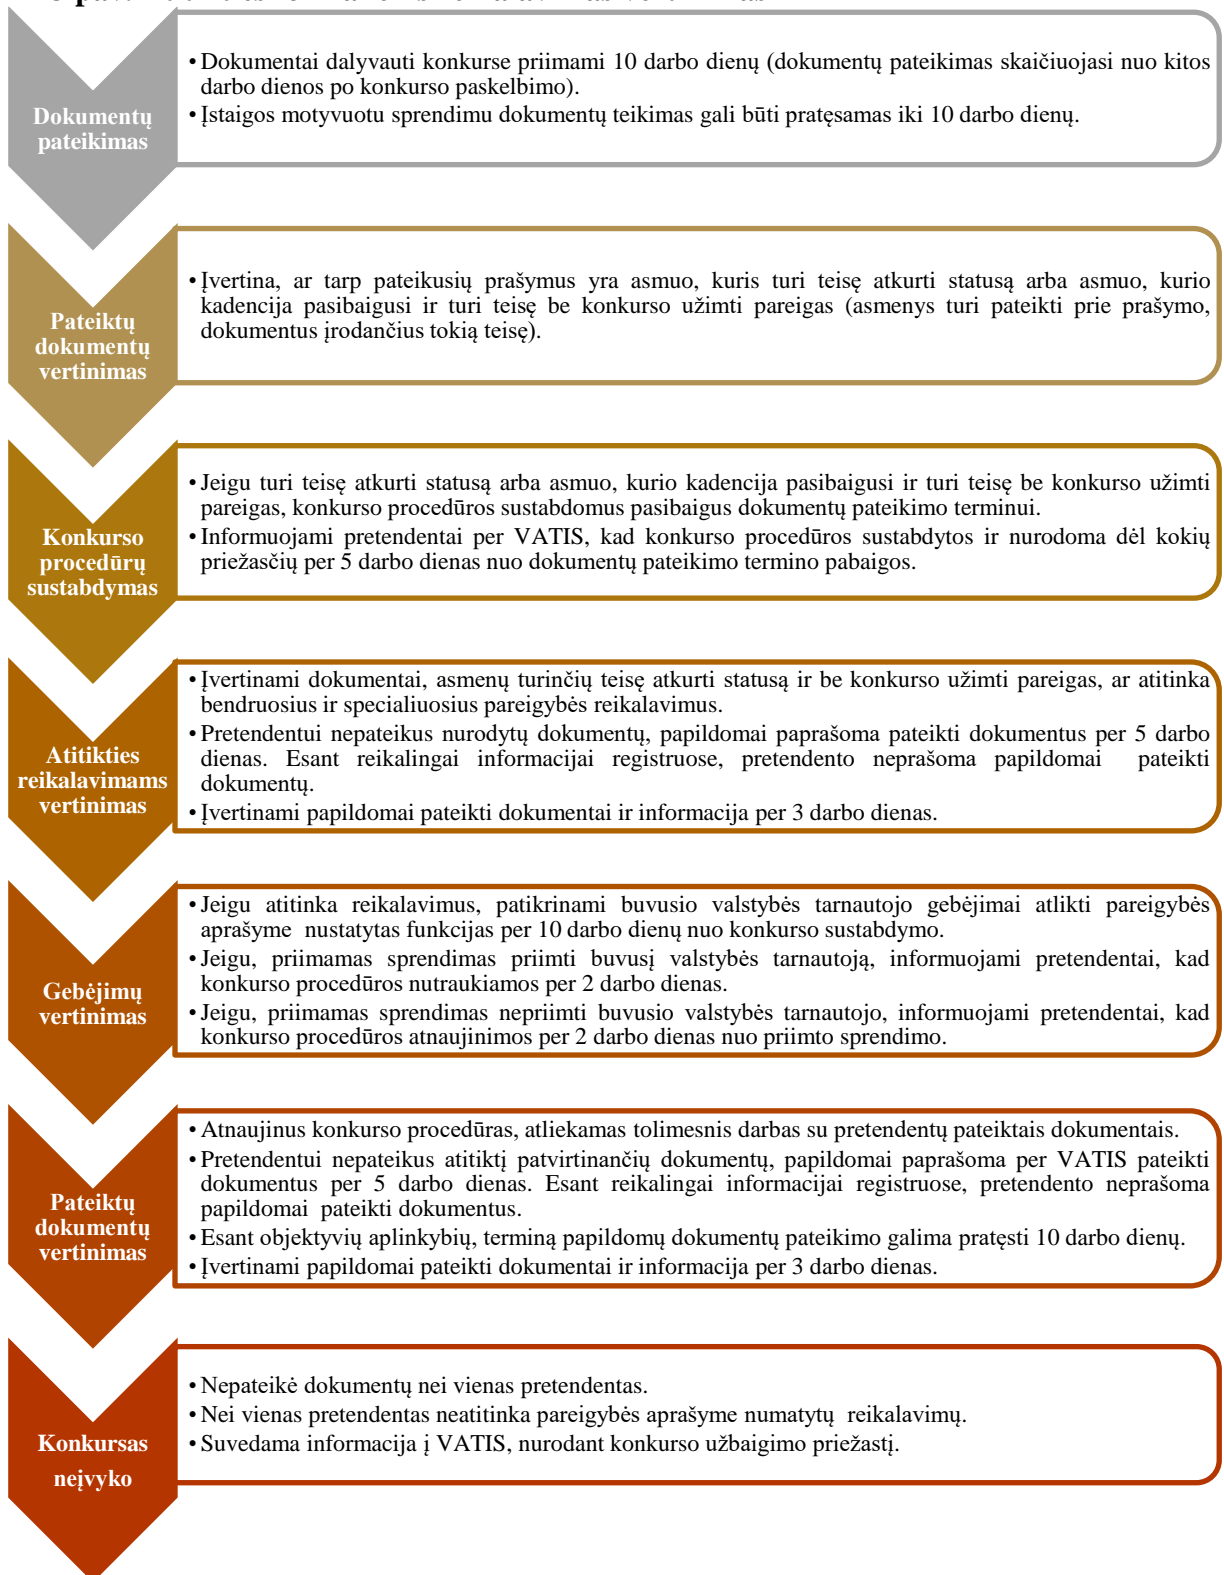 Dokumentų
pateikimas
• Dokumentai dalyvauti konkurse priimami 10 darbo dienų (dokumentų pateikimas skaičiuojasi nuo kitos
darbo dienos po konkurso paskelbimo).
• Įstaigos motyvuotu sprendimu dokumentų teikimas gali būti pratęsamas iki 10 darbo dienų.
Pateiktų
dokumentų
vertinimas
• Įvertina, ar tarp pateikusių prašymus yra asmuo, kuris turi teisę atkurti statusą arba asmuo, kurio
kadencija pasibaigusi ir turi teisę be konkurso užimti pareigas (asmenys turi pateikti prie prašymo,
dokumentus įrodančius tokią teisę).
Konkurso
procedūrų
sustabdymas
• Jeigu turi teisę atkurti statusą arba asmuo, kurio kadencija pasibaigusi ir turi teisę be konkurso užimti
pareigas, konkurso procedūros sustabdomus pasibaigus dokumentų pateikimo terminui.
• Informuojami pretendentai per VATIS, kad konkurso procedūros sustabdytos ir nurodoma dėl kokių
priežasčių per 5 darbo dienas nuo dokumentų pateikimo termino pabaigos.
Atitikties
reikalavimams
vertinimas
• Įvertinami dokumentai, asmenų turinčių teisę atkurti statusą ir be konkurso užimti pareigas, ar atitinka
bendruosius ir specialiuosius pareigybės reikalavimus.
• Pretendentui nepateikus nurodytų dokumentų, papildomai paprašoma pateikti dokumentus per 5 darbo
dienas. Esant reikalingai informacijai registruose, pretendento neprašoma papildomai pateikti
dokumentų.
• Įvertinami papildomai pateikti dokumentai ir informacija per 3 darbo dienas.
Gebėjimų
vertinimas
• Jeigu atitinka reikalavimus, patikrinami buvusio valstybės tarnautojo gebėjimai atlikti pareigybės
aprašyme nustatytas funkcijas per 10 darbo dienų nuo konkurso sustabdymo.
• Jeigu, priimamas sprendimas priimti buvusį valstybės tarnautoją, informuojami pretendentai, kad
konkurso procedūros nutraukiamos per 2 darbo dienas.
• Jeigu, priimamas sprendimas nepriimti buvusio valstybės tarnautojo, informuojami pretendentai, kad
konkurso procedūros atnaujinimos per 2 darbo dienas nuo priimto sprendimo.
Pateiktų
dokumentų
vertinimas
• Atnaujinus konkurso procedūras, atliekamas tolimesnis darbas su pretendentų pateiktais dokumentais.
• Pretendentui nepateikus atitiktį patvirtinančių dokumentų, papildomai paprašoma per VATIS pateikti
dokumentus per 5 darbo dienas. Esant reikalingai informacijai registruose, pretendento neprašoma
papildomai pateikti dokumentus.
• Esant objektyvių aplinkybių, terminą papildomų dokumentų pateikimo galima pratęsti 10 darbo dienų.
• Įvertinami papildomai pateikti dokumentai ir informacija per 3 darbo dienas.
Konkursas
neįvyko
• Nepateikė dokumentų nei vienas pretendentas.
• Nei vienas pretendentas neatitinka pareigybės aprašyme numatytų reikalavimų.
• Suvedama informacija į VATIS, nurodant konkurso užbaigimo priežastį.